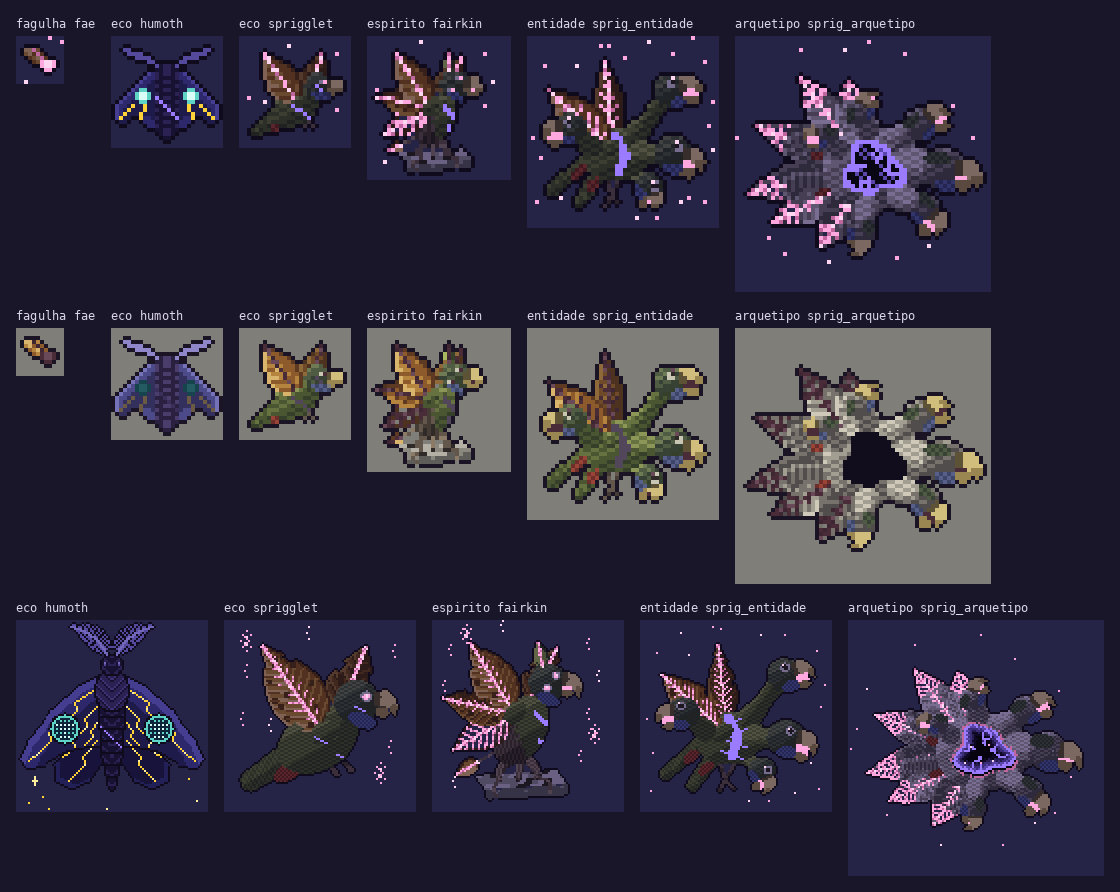 fagulha fae
eco humoth
eco sprigglet
espirito fairkin
entidade sprig_entidade
arquetipo sprig_arquetipo
fagulha fae
eco humoth
eco sprigglet
espirito fairkin
entidade sprig_entidade
arquetipo sprig_arquetipo
eco humoth
eco sprigglet
espirito fairkin
entidade sprig_entidade
arquetipo sprig_arquetipo